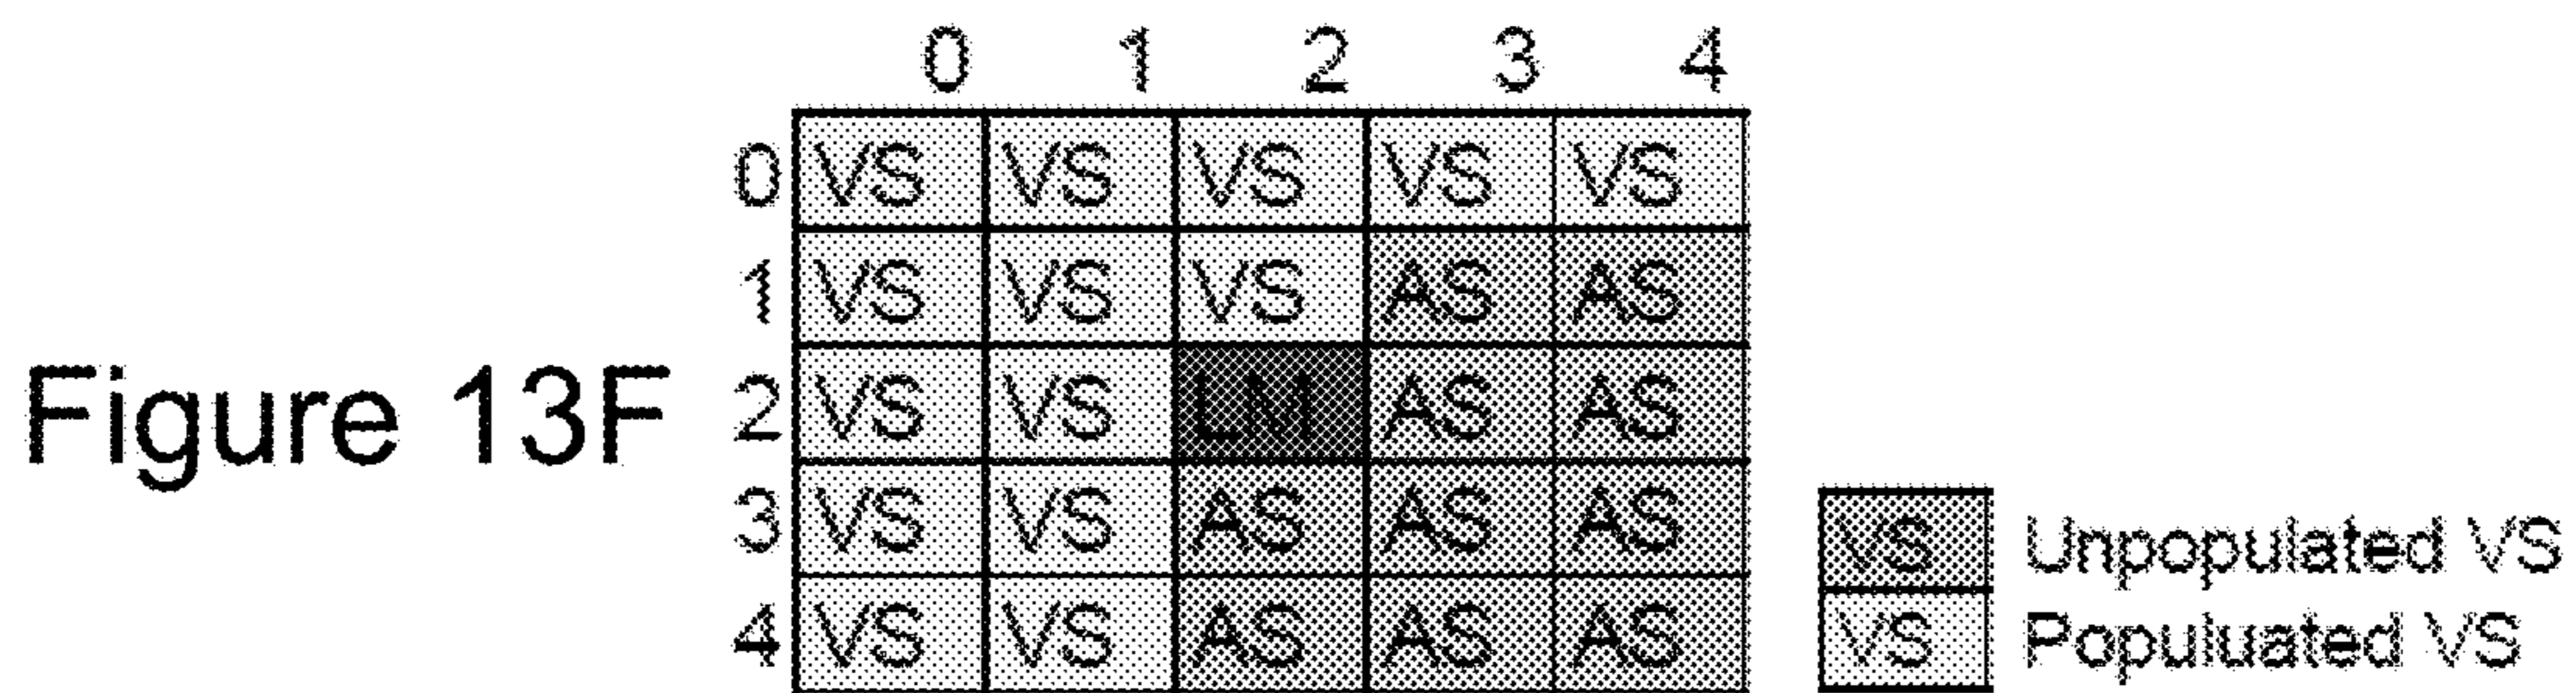 0 1 2 3 4
0 VS VS VS VS VS
1 VS VS VS AS AS
Figure 13F
2 VS VS LM AS AS
3 VS VS AS AS AS
4 VS VS AS AS AS
VS Unpopulated VS
VS Populuated VS